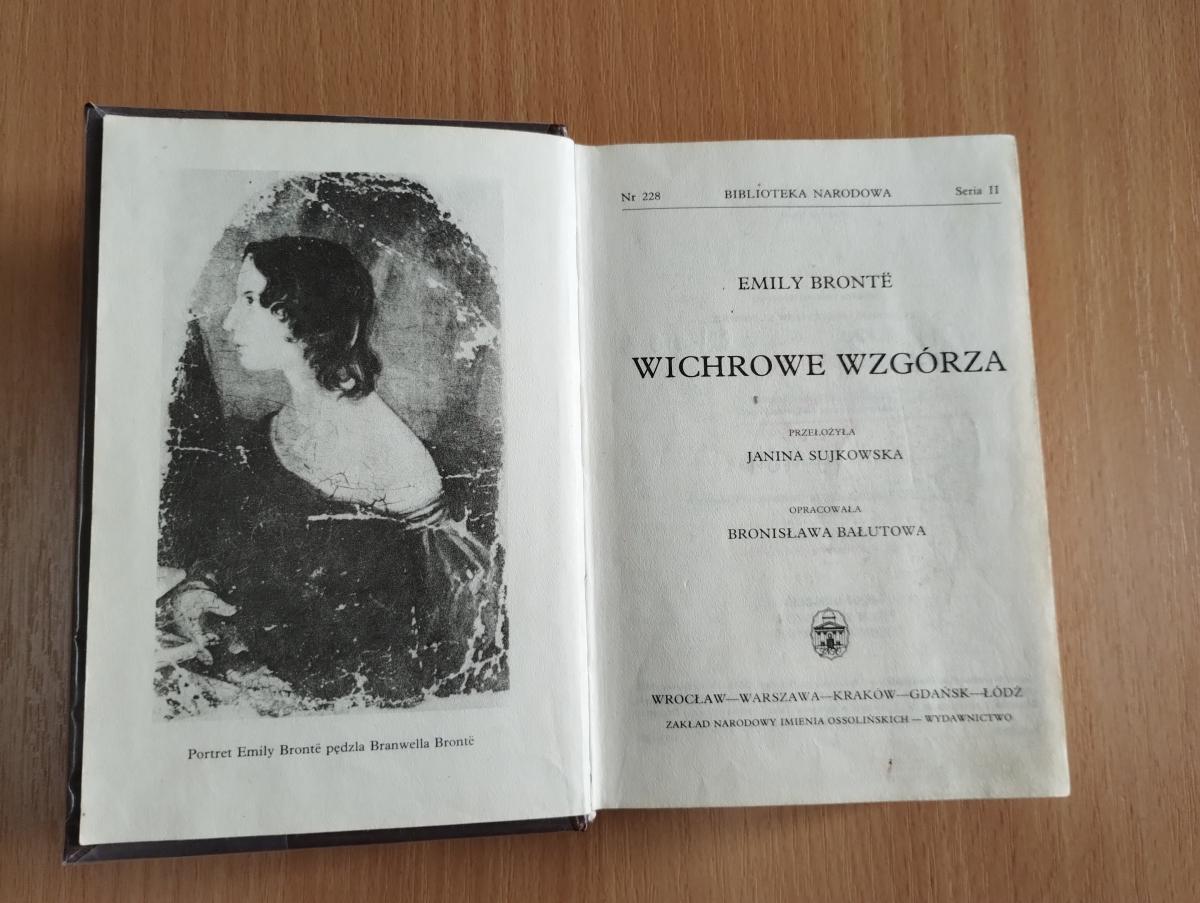 Portret Emily Brontë pędzla Branwella Brontë
Nr 228 BIBLIOTEKA NARODOWA Seria II
EMILY BRONTË
WICHROWE WZGÓRZA
PRZEŁOŻYŁA
JANINA SUJKOWSKA
OPRACOWAŁA
BRONISŁAWA BAŁUTOWA
WROCŁAW—WARSZAWA—KRAKÓW—GDAŃSK—ŁÓDŹ
ZAKŁAD NARODOWY IMIENIA OSSOLIŃSKICH — WYDAWNICTWO